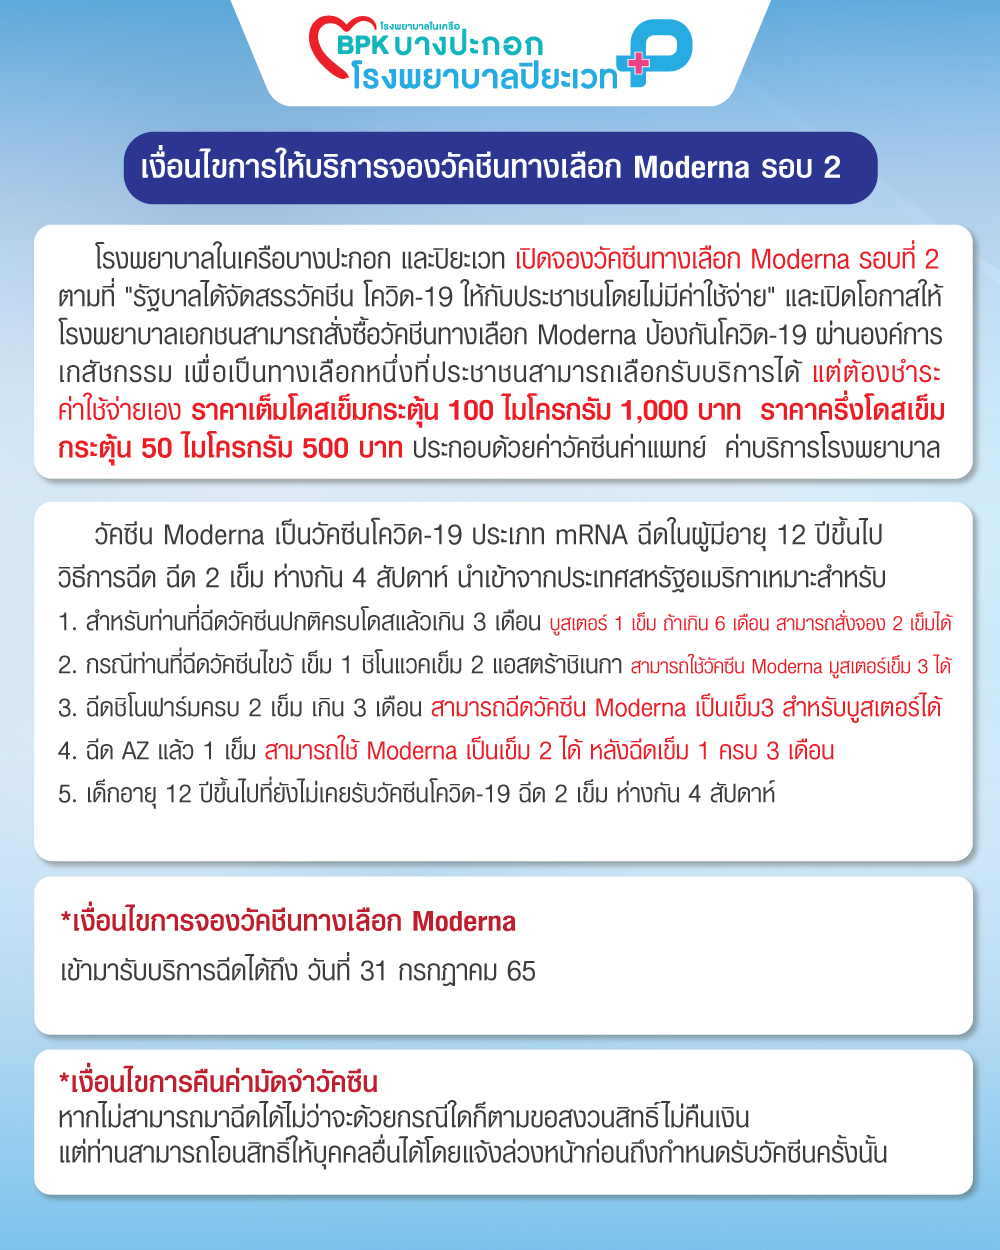 โรงพยาบาลในเครือ
BPK บางปะกอก
โรงพยาบาลปิยะเวท
เงื่อนไขการให้บริการจองวัคซีนทางเลือก Moderna รอบ 2
โรงพยาบาลในเครือบางปะกอก และปิยะเวท เปิดจองวัคซีนทางเลือก Moderna รอบที่ 2
ตามที่ "รัฐบาลได้จัดสรรวัคซีน โควิด-19 ให้กับประชาชนโดยไม่มีค่าใช้จ่าย" และเปิดโอกาสให้
โรงพยาบาลเอกชนสามารถสั่งซื้อวัคซีนทางเลือก Moderna ป้องกันโควิด-19 ผ่านองค์การ
เภสัชกรรม เพื่อเป็นทางเลือกหนึ่งที่ประชาชนสามารถเลือกรับบริการได้ แต่ต้องชำระ
ค่าใช้จ่ายเอง ราคาเต็มโดสเข็มกระตุ้น 100 ไมโครกรัม 1,000 บาท ราคาครึ่งโดสเข็ม
กระตุ้น 50 ไมโครกรัม 500 บาท ประกอบด้วยค่าวัคซีนค่าแพทย์ ค่าบริการโรงพยาบาล
วัคซีน Moderna เป็นวัคซีนโควิด-19 ประเภท mRNA ฉีดในผู้มีอายุ 12 ปีขึ้นไป
วิธีการฉีด ฉีด 2 เข็ม ห่างกัน 4 สัปดาห์ นำเข้าจากประเทศสหรัฐอเมริกาเหมาะสำหรับ
1. สำหรับท่านที่ฉีดวัคซีนปกติครบโดสแล้วเกิน 3 เดือน บูสเตอร์ 1 เข็ม ถ้าเกิน 6 เดือน สามารถสั่งจอง 2 เข็มได้
2. กรณีท่านที่ฉีดวัคซีนไขว้ เข็ม 1 ซิโนแวคเข็ม 2 แอสตร้าซิเนกา สามารถใช้วัคซีน Moderna มูสเตอร์เข็ม 3 ได้
3. ฉีดซิโนฟาร์มครบ 2 เข็ม เกิน 3 เดือน สามารถฉีดวัคซีน Moderna เป็นเข็ม3 สำหรับบูสเตอร์ได้
4. ฉีด AZ แล้ว 1 เข็ม สามารถใช้ Moderna เป็นเข็ม 2 ได้ หลังฉีดเข็ม 1 ครบ 3 เดือน
5. เด็กอายุ 12 ปีขึ้นไปที่ยังไม่เคยรับวัคซีนโควิด-19 ฉีด 2 เข็ม ห่างกัน 4 สัปดาห์
*เงื่อนไขการจองวัคซีนทางเลือก Moderna
เข้ามารับบริการฉีดได้ถึง วันที่ 31 กรกฎาคม 65
*เงื่อนไขการคืนค่ามัดจำวัคซีน
หากไม่สามารถมาฉีดได้ไม่ว่าจะด้วยกรณีใดก็ตามขอสงวนสิทธิ์ไม่คืนเงิน
แต่ท่านสามารถโอนสิทธิ์ให้บุคคลอื่นได้โดยแจ้งล่วงหน้าก่อนถึงกำหนดรับวัคซีนครั้งนั้น